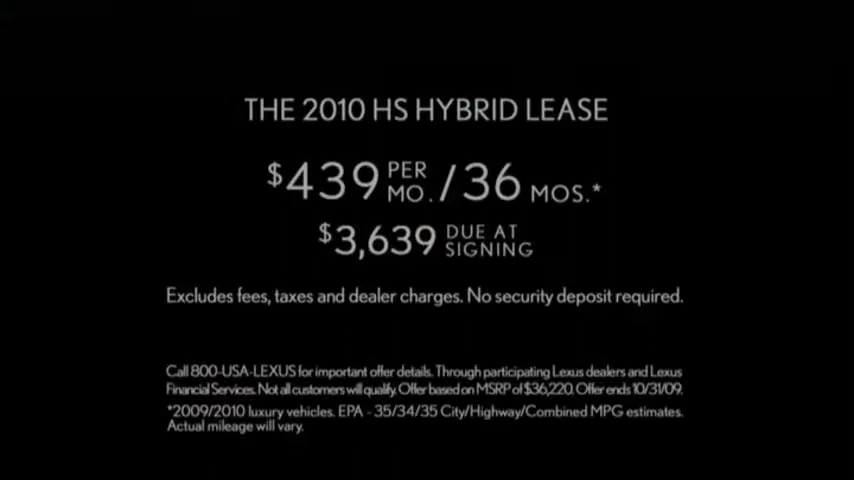 THE 2010 HS HYBRID LEASE
$439 PER MO. / 36 MOS.*
$3,639 DUE AT SIGNING
Excludes fees, taxes and dealer charges. No security deposit required.
Call 800-USA-LEXUS for important offer details. Through participating Lexus dealers and Lexus
Financial Services. Not all customers will qualify. Offer based on MSRP of $36,220. Offer ends 10/31/09.
*2009/2010 luxury vehicles. EPA - 35/34/35 City/Highway/Combined MPG estimates.
Actual mileage will vary.